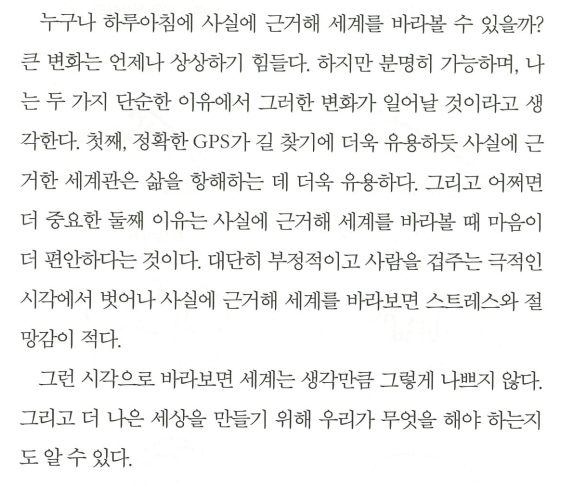 누구나 하루아침에 사실에 근거해 세계를 바라볼 수 있을까?
큰 변화는 언제나 상상하기 힘들다. 하지만 분명히 가능하며, 나
는 두 가지 단순한 이유에서 그러한 변화가 일어날 것이라고 생
각한다. 첫째, 정확한 GPS가 길 찾기에 더욱 유용하듯 사실에 근
거한 세계관은 삶을 항해하는 데 더욱 유용하다. 그리고 어쩌면
더 중요한 둘째 이유는 사실에 근거해 세계를 바라볼 때 마음이
더 편안하다는 것이다. 대단히 부정적이고 사람을 겁주는 극적인
시각에서 벗어나 사실에 근거해 세계를 바라보면 스트레스와 절
망감이 적다.
그런 시각으로 바라보면 세계는 생각만큼 그렇게 나쁘지 않다.
그리고 더 나은 세상을 만들기 위해 우리가 무엇을 해야 하는지
도 알 수 있다.